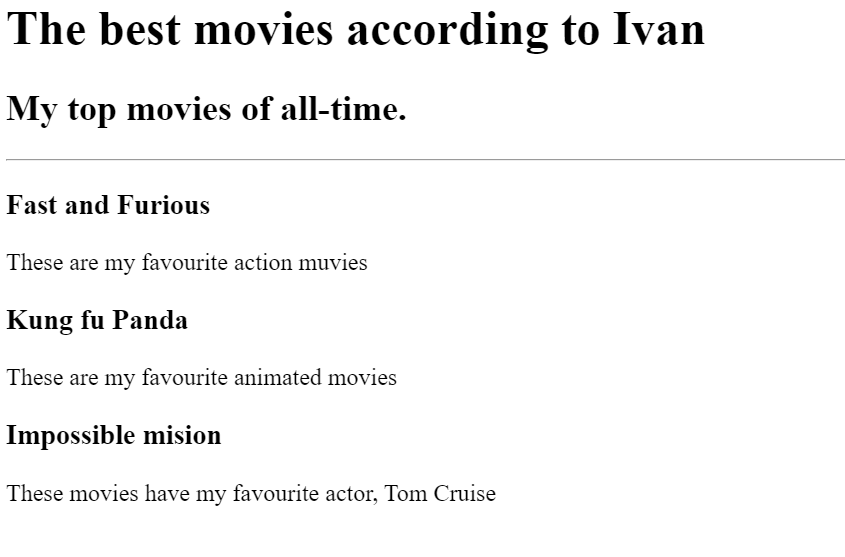 The best movies according to Ivan
My top movies of all-time.
Fast and Furious
These are my favourite action muvies
Kung fu Panda
These are my favourite animated movies
Impossible mision
These movies have my favourite actor, Tom Cruise